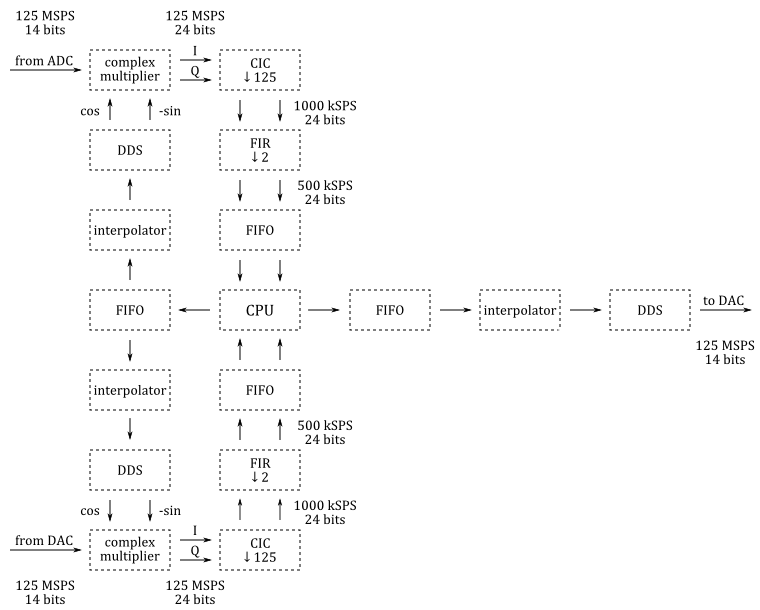 125 MSPS
14 bits
125 MSPS
24 bits
from ADC
complex
multiplier
I
Q
CIC
↓125
cos
-sin
1000 kSPS
24 bits
DDS
FIR
↓2
500 kSPS
24 bits
interpolator
FIFO
FIFO
CPU
FIFO
interpolator
DDS
to DAC
125 MSPS
14 bits
interpolator
FIFO
500 kSPS
24 bits
DDS
FIR
↓2
cos
-sin
1000 kSPS
24 bits
from DAC
complex
multiplier
I
Q
CIC
↓125
125 MSPS
14 bits
125 MSPS
24 bits